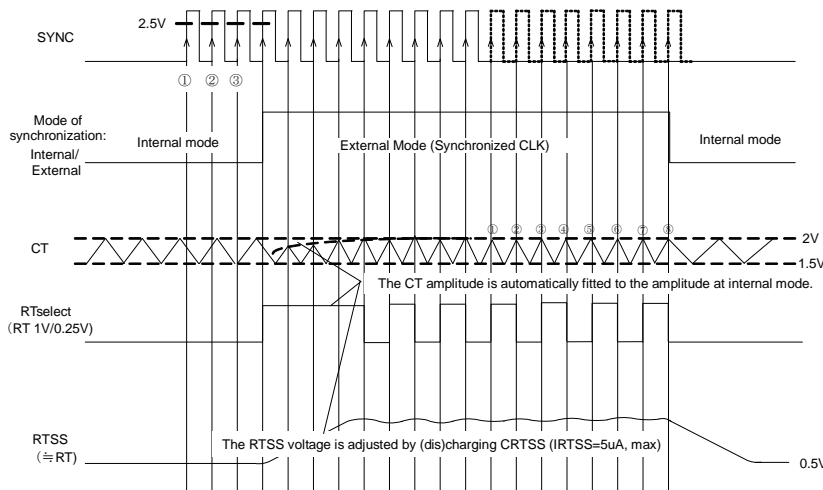 2.5V
SYNC
① ② ③
Mode of
synchronization:
Internal/
External
Internal mode
External Mode (Synchronized CLK)
Internal mode
① ② ③ ④ ⑤ ⑥ ⑦ ⑧
CT
2V
1.5V
The CT amplitude is automatically fitted to the amplitude at internal mode.
RTselect
(RT 1V/0.25V)
The RTSS voltage is adjusted by (dis)charging CRTSS (IRTSS=5uA, max)
RTSS
(≒RT)
0.5V